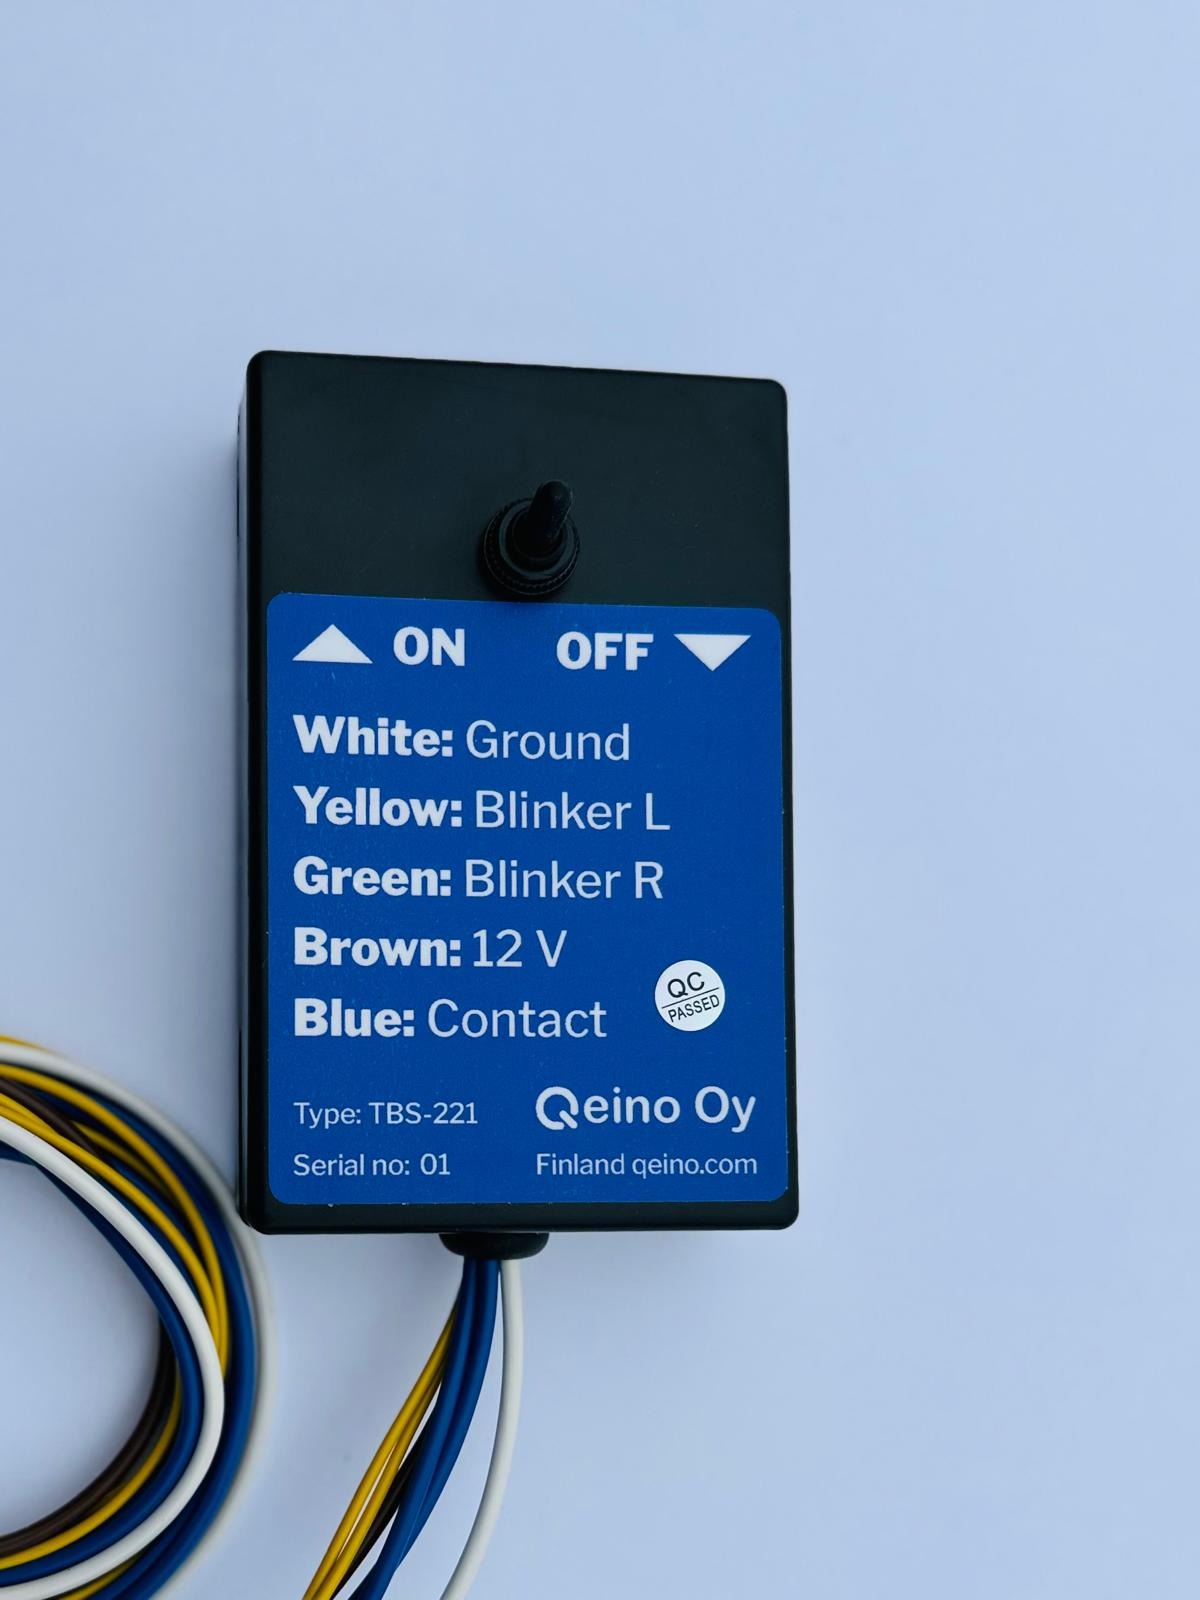 ON OFF
White: Ground
Yellow: Blinker L
Green: Blinker R
Brown: 12 V
Blue: Contact
QC
PASSED
Type: TBS-221
Serial no: 01
Qeino Oy
Finland qeino.com